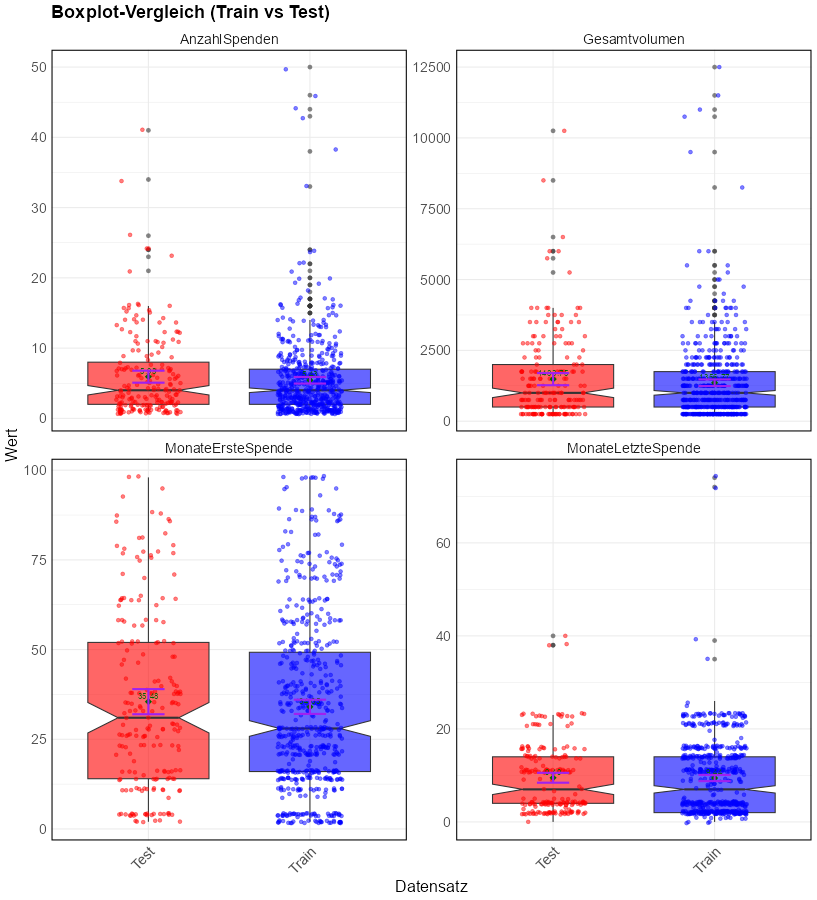 Boxplot-Vergleich (Train vs Test)
AnzahlSpenden
Gesamtvolumen
50
40
30
20
10
0
12500
10000
7500
5000
2500
0
MonateErsteSpende
MonateLetzteSpende
100
75
50
25
0
60
40
20
0
Wert
Test
Train
Test
Train
Datensatz